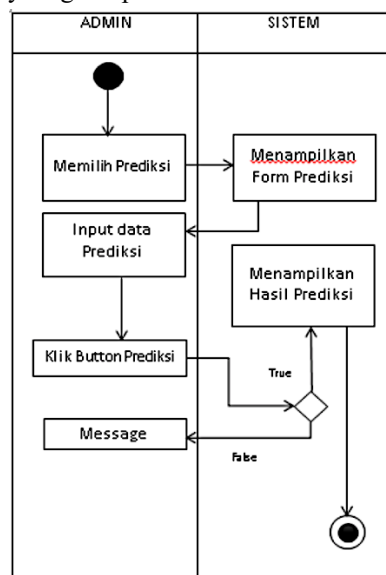 ADMIN
SISTEM
Memilih Prediksi
Menampilkan
Form Prediksi
Input data
Prediksi
Menampilkan
Hasil Prediksi
Klik Button Prediksi
True
Message
False